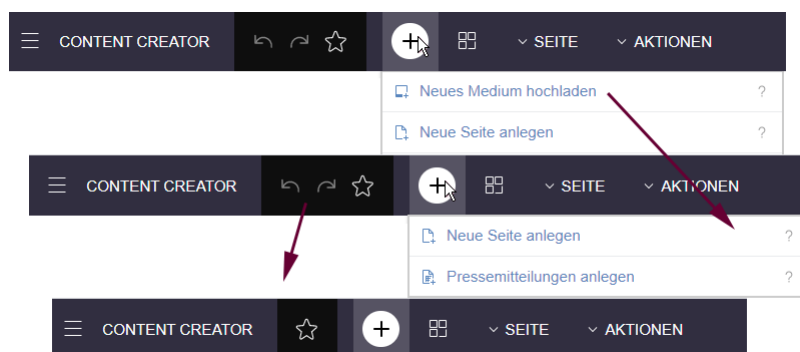 CONTENT CREATOR SEITE AKTIONEN
Neues Medium hochladen ?
Neue Seite anlegen ?
CONTENT CREATOR SEITE AKTIONEN
Neue Seite anlegen ?
Pressemitteilungen anlegen ?
CONTENT CREATOR SEITE AKTIONEN